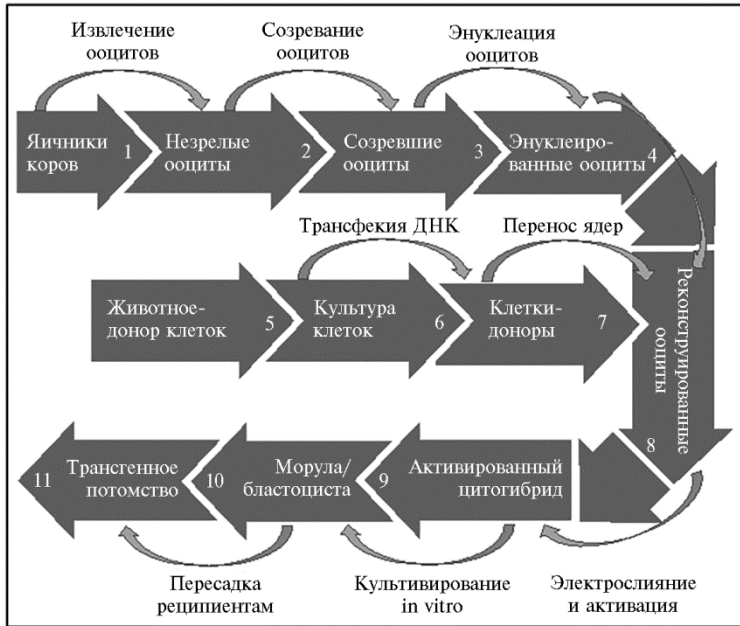 Извлечение
ооцитов
Созревание
ооцитов
Энуклеация
ооцитов
Яичники
коров
1
Незрелые
ооциты
2
Созревшие
ооциты
3
Энуклеиро-
ванные ооциты
4
Трансфекия ДНК
Перенос ядер
Животное-
донор клеток
5
Культура
клеток
6
Клетки-
доноры
7
Реконструированные
ооциты
8
11
Трансгенное
потомство
10
Морула/
бластоциста
9
Активированный
цитогибрид
Пересадка
реципиентам
Культивирование
in vitro
Электрослияние
и активация